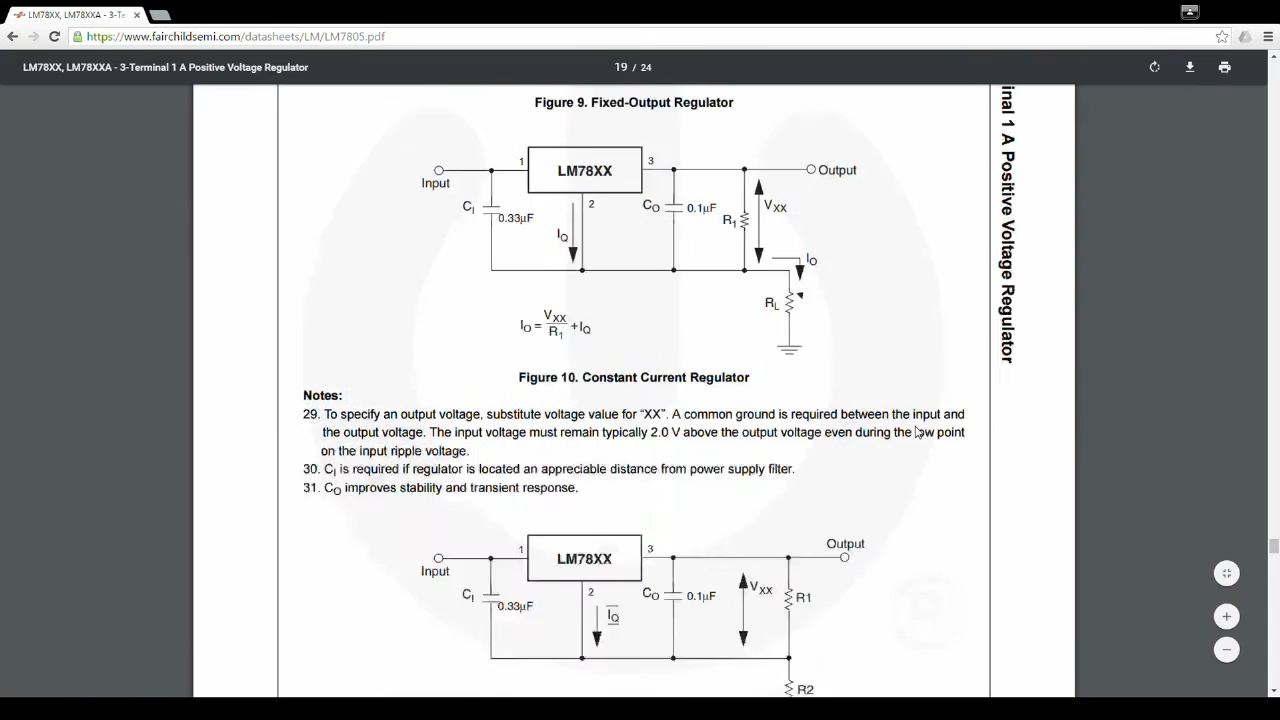 LM78XX, LM78XXA - 3-Te
https://www.fairchildsemi.com/datasheets/LM/LM7805.pdf
LM78XX, LM78XXA - 3-Terminal 1 A Positive Voltage Regulator
19 / 24
Figure 9. Fixed-Output Regulator
inal 1 A Positive Voltage Regulator
1
LM78XX
3
Input
Output
2
CI
0.33µF
IQ
CO
0.1µF
R1
VXX
IO
RL
IO = VXX/R1 +IQ
Figure 10. Constant Current Regulator
Notes:
29. To specify an output voltage, substitute voltage value for “XX”. A common ground is required between the input and
the output voltage. The input voltage must remain typically 2.0 V above the output voltage even during the low point
on the input ripple voltage.
30. CI is required if regulator is located an appreciable distance from power supply filter.
31. CO improves stability and transient response.
1
LM78XX
3
Output
Input
2
CI
0.33µF
IQ
CO
0.1µF
VXX
R1
R2